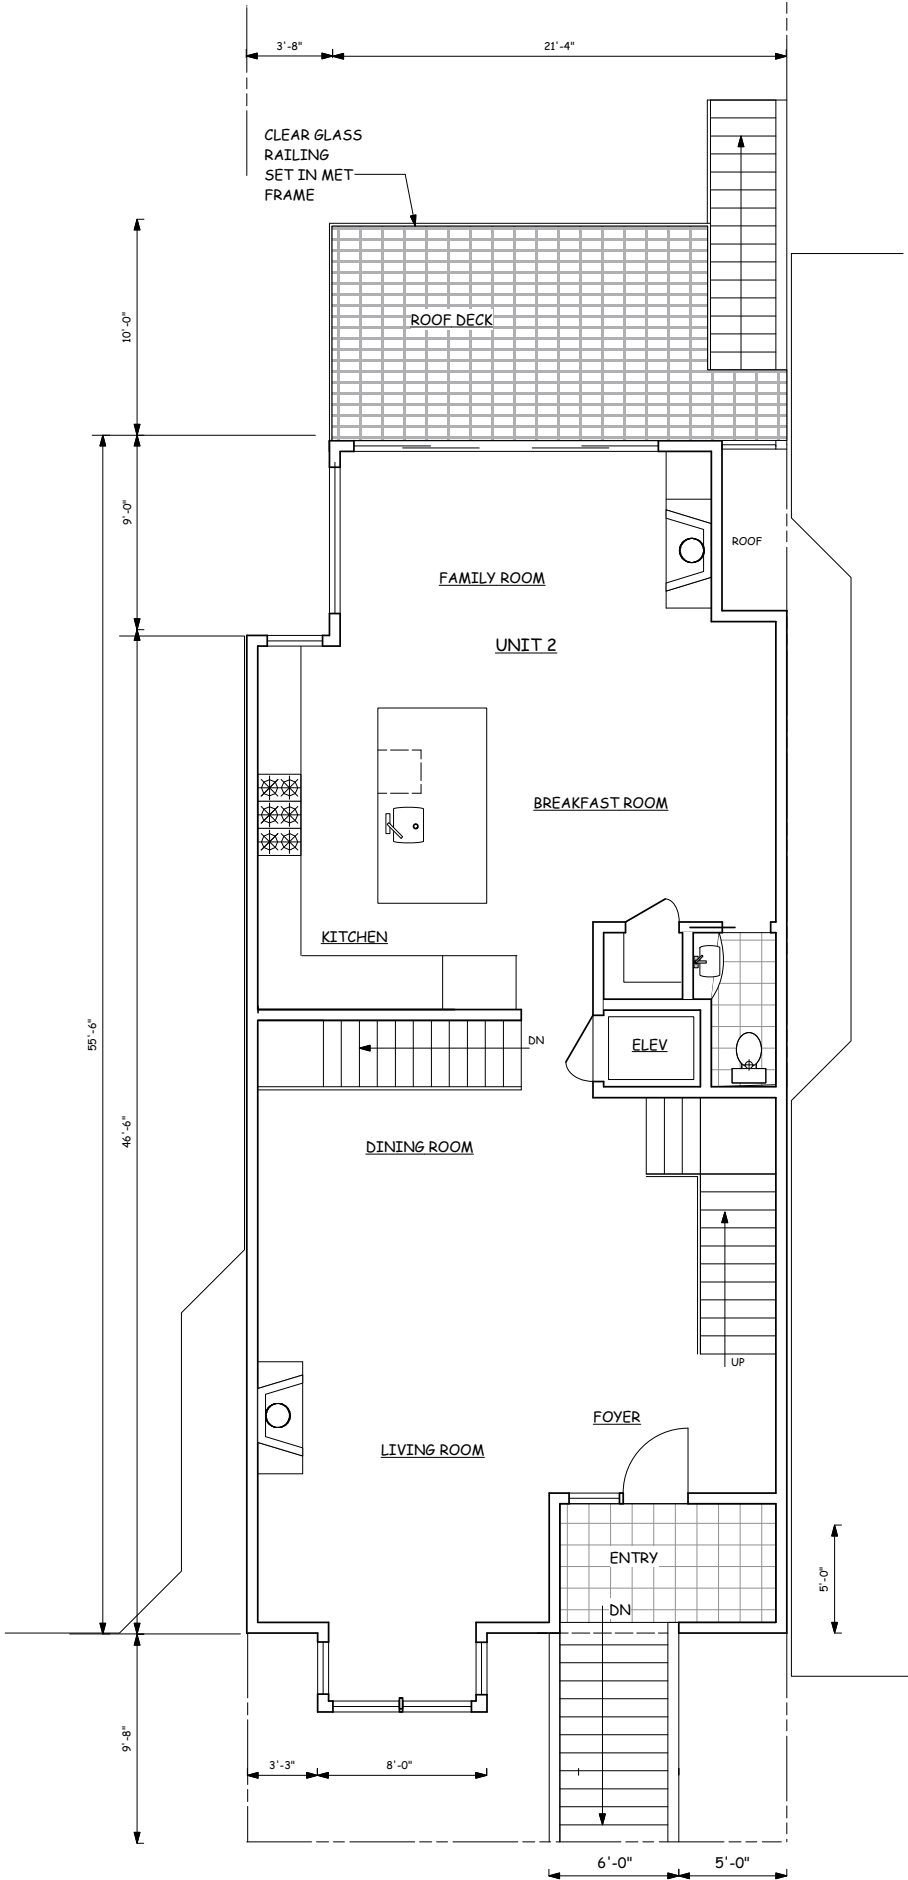 3'-8"
21'-4"
CLEAR GLASS
RAILING
SET IN MET
FRAME
10'-0"
ROOF DECK
9'-0"
ROOF
FAMILY ROOM
UNIT 2
BREAKFAST ROOM
KITCHEN
55'-6"
DN
ELEV
46'-6"
DINING ROOM
UP
FOYER
LIVING ROOM
ENTRY
5'-0"
DN
9'-8"
3'-3"
8'-0"
6'-0"
5'-0"